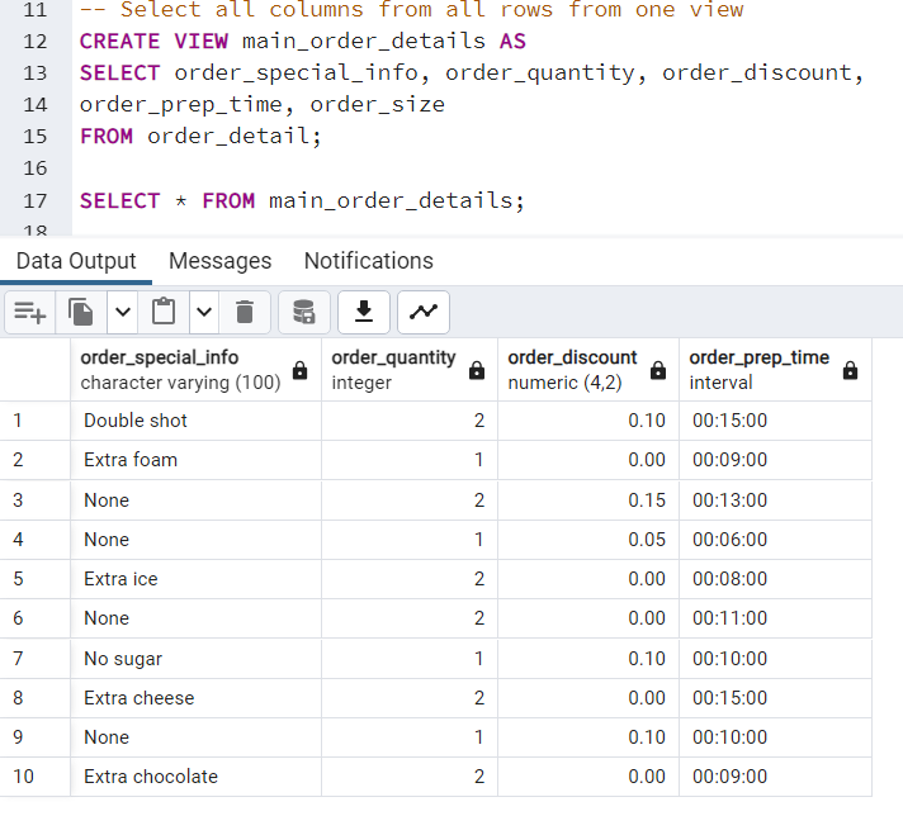 11 -- Select all columns from all rows from one view
12 CREATE VIEW main_order_details AS
13 SELECT order_special_info, order_quantity, order_discount,
14 order_prep_time, order_size
15 FROM order_detail;
16
17 SELECT * FROM main_order_details;
18
Data Output Messages Notifications
order_special_info order_quantity order_discount order_prep_time
character varying (100) integer numeric (4,2) interval
1 Double shot 2 0.10 00:15:00
2 Extra foam 1 0.00 00:09:00
3 None 2 0.15 00:13:00
4 None 1 0.05 00:06:00
5 Extra ice 2 0.00 00:08:00
6 None 2 0.00 00:11:00
7 No sugar 1 0.10 00:10:00
8 Extra cheese 2 0.00 00:15:00
9 None 1 0.10 00:10:00
10 Extra chocolate 2 0.00 00:09:00